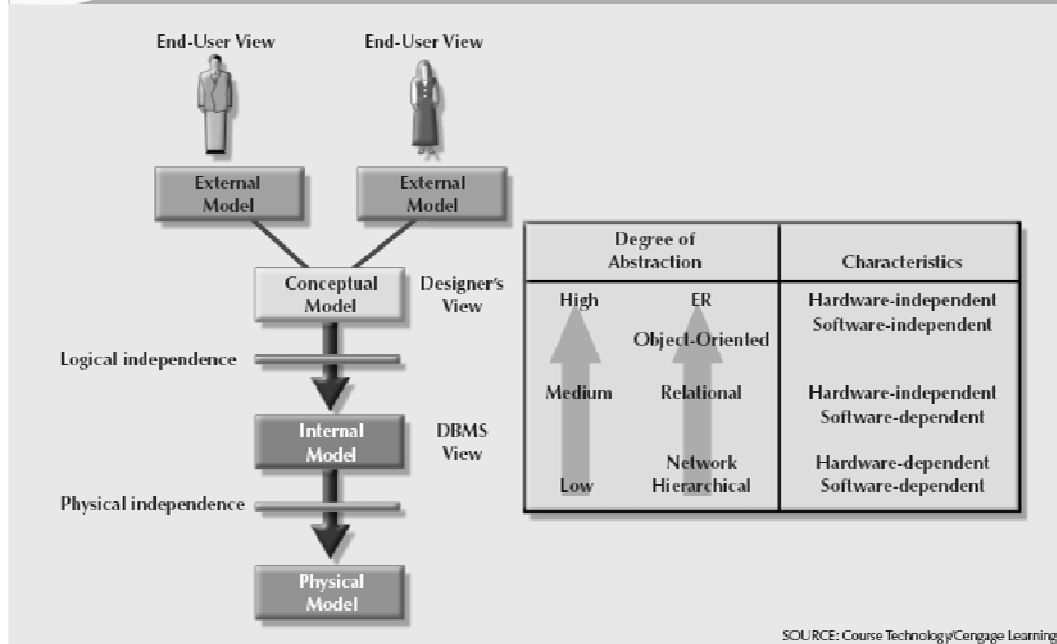 End-User View
End-User View
External
Model
External
Model
Conceptual
Model
Designer's
View
Logical independence
Internal
Model
DBMS
View
Physical independence
Physical
Model
Degree of
Abstraction
Characteristics
High
ER
Hardware-independent
Software-independent
Object-Oriented
Medium
Relational
Hardware-independent
Software-dependent
Low
Network
Hierarchical
Hardware-dependent
Software-dependent
SOURCE: Course Technology/Cengage Learning